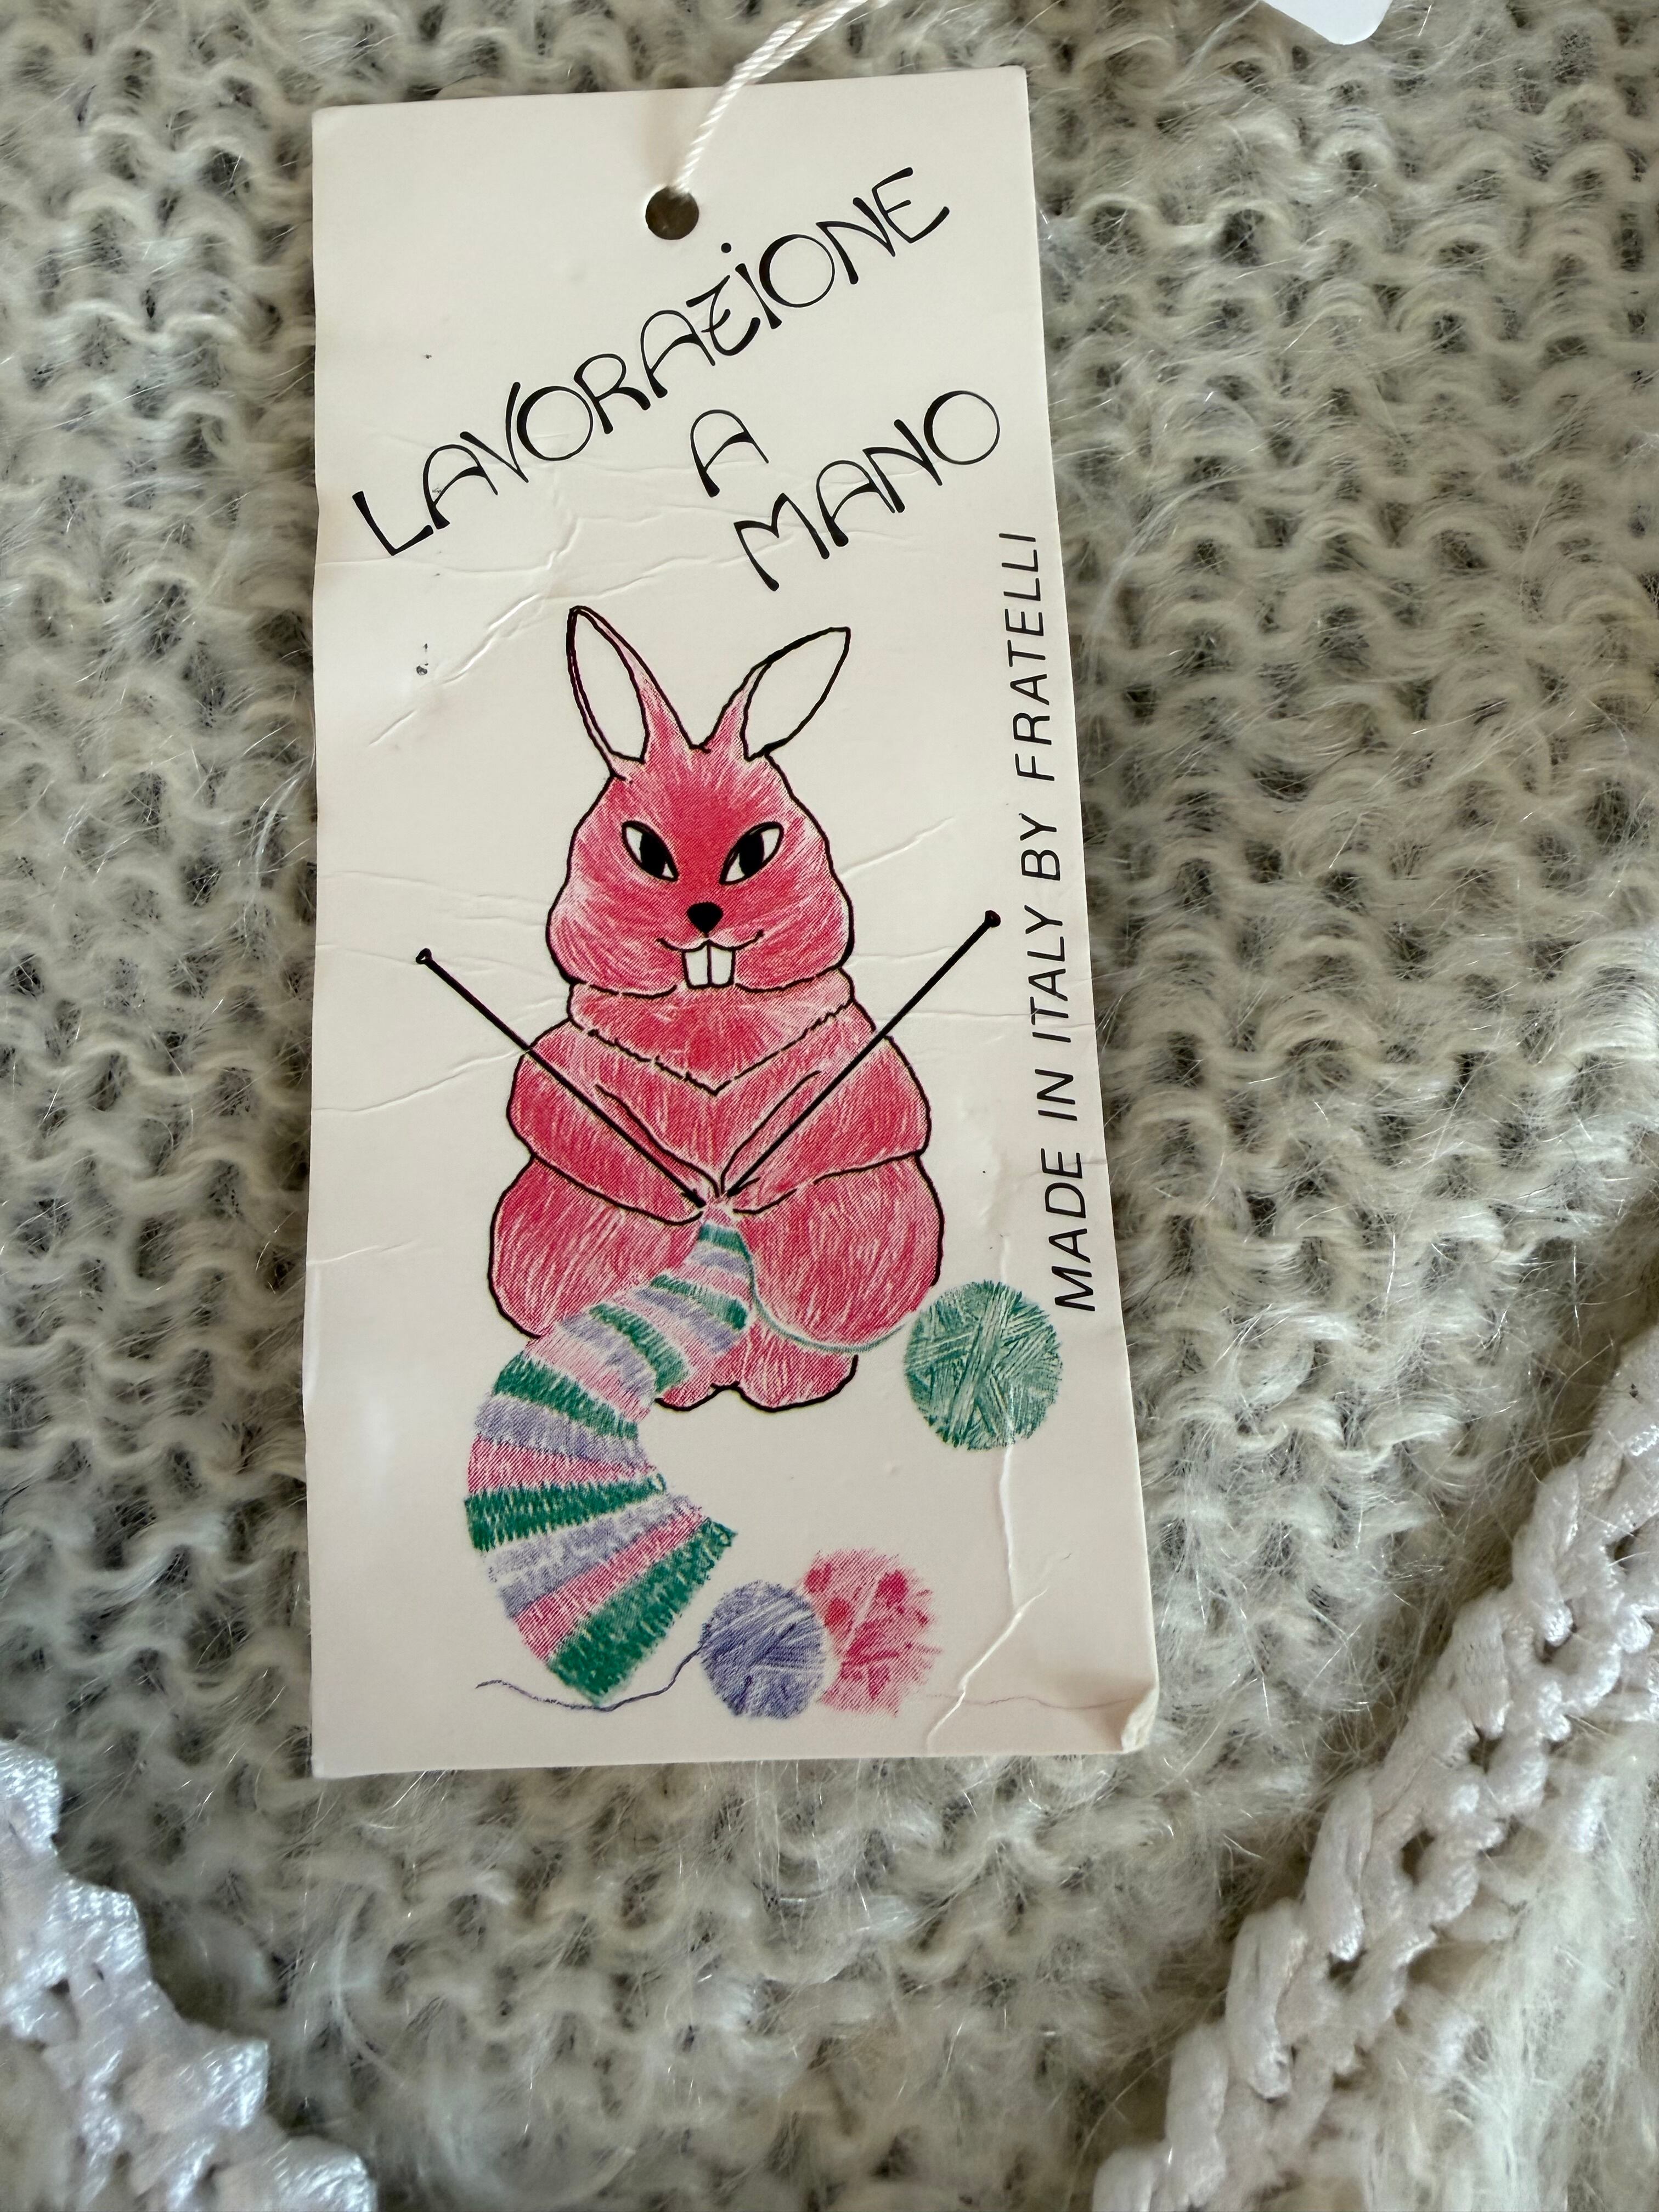 LAVORAZIONE
A
MANO
MADE IN ITALY BY FRATELLI